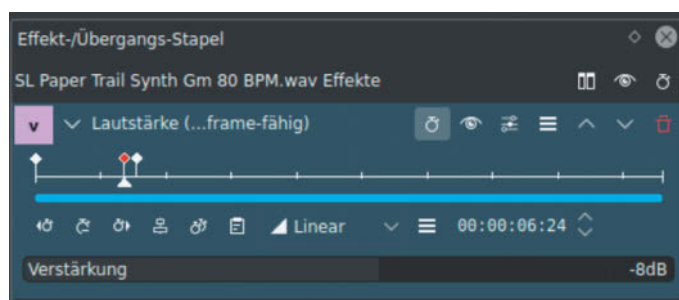 Effekt-/Übergangs-Stapel
SL Paper Trail Synth Gm 80 BPM.wav Effekte
v Lautstärke (...frame-fähig)
Linear 00:00:06:24
Verstärkung -8dB